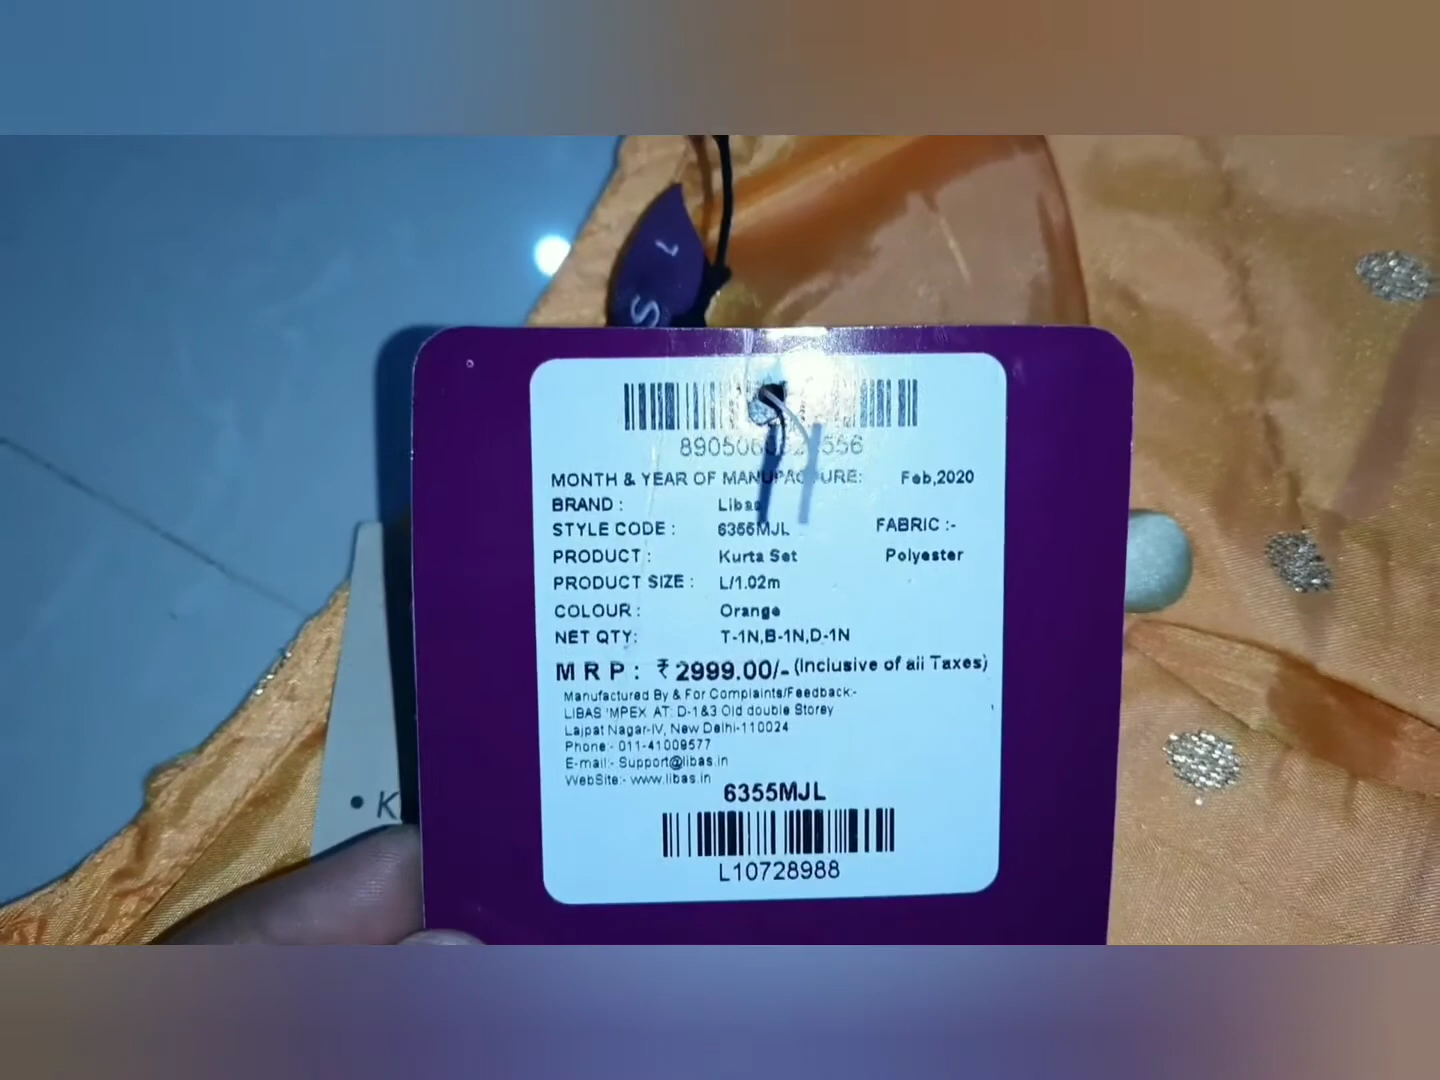 MONTH & YEAR OF MANUFACTURE: Feb,2020
BRAND : Libas
STYLE CODE : 6355MJL FABRIC :-
PRODUCT : Kurta Set Polyester
PRODUCT SIZE : L/1.02m
COLOUR : Orange
NET QTY: T-1N,B-1N,D-1N
M R P : ₹ 2999.00/- (Inclusive of all Taxes)
Manufactured By & For Complaints/Feedback:-
LIBAS IMPEX AT: D-1&3 Old double Storey
Lajpat Nagar-IV, New Delhi-110024
Phone:- 011-41009577
E-mail:- Support@libas.in
WebSite:- www.libas.in
6355MJL
L10728988